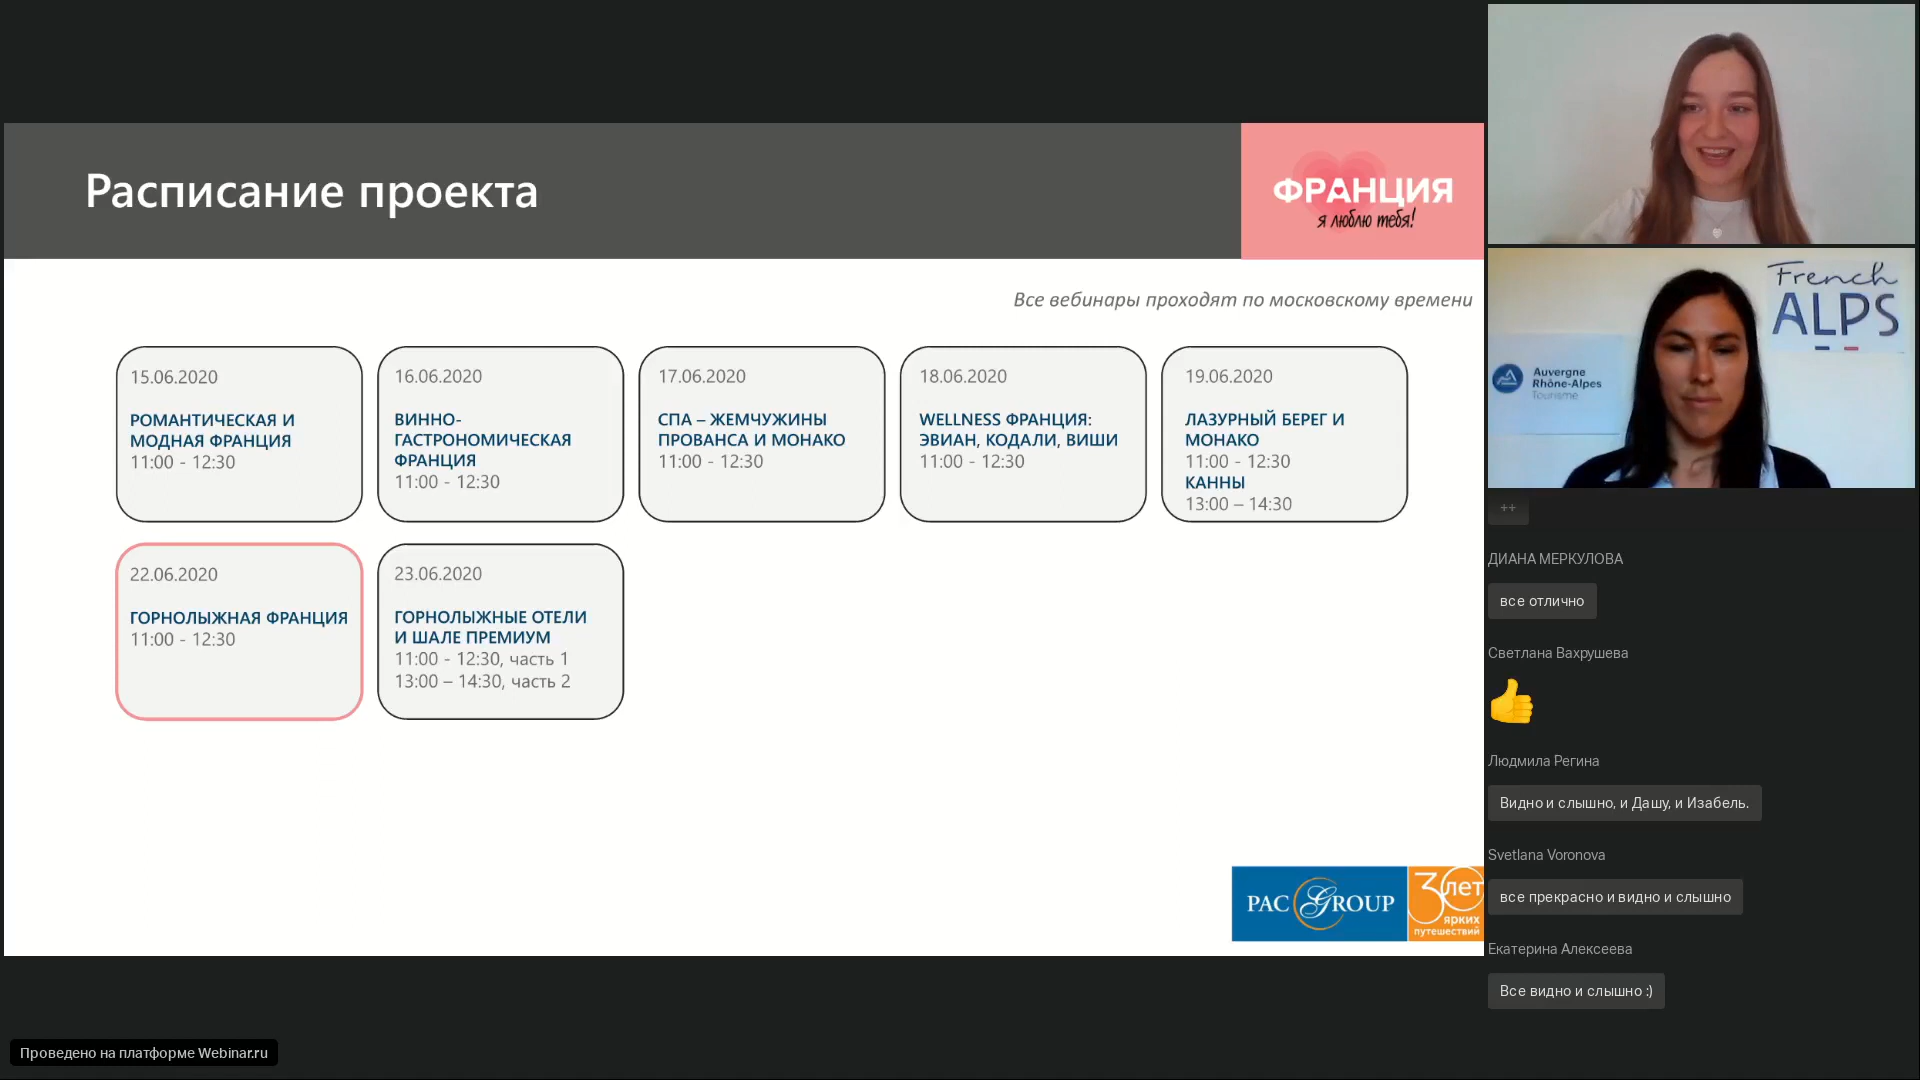 Расписание проекта
ФРАНЦИЯ
я люблю тебя!
Все вебинары проходят по московскому времени
15.06.2020
РОМАНТИЧЕСКАЯ И
МОДНАЯ ФРАНЦИЯ
11:00 - 12:30
16.06.2020
ВИННО-
ГАСТРОНОМИЧЕСКАЯ
ФРАНЦИЯ
11:00 - 12:30
17.06.2020
СПА – ЖЕМЧУЖИНЫ
ПРОВАНСА И МОНАКО
11:00 - 12:30
18.06.2020
WELLNESS ФРАНЦИЯ:
ЭВИАН, КОДАЛИ, ВИШИ
11:00 - 12:30
19.06.2020
ЛАЗУРНЫЙ БЕРЕГ И
МОНАКО
11:00 - 12:30
КАННЫ
13:00 – 14:30
22.06.2020
ГОРНОЛЫЖНАЯ ФРАНЦИЯ
11:00 - 12:30
23.06.2020
ГОРНОЛЫЖНЫЕ ОТЕЛИ
И ШАЛЕ ПРЕМИУМ
11:00 - 12:30, часть 1
13:00 – 14:30, часть 2
PAC GROUP
30 лет
ярких
путешествий
French
ALPS
Auvergne
Rhône-Alpes
Tourisme
++
ДИАНА МЕРКУЛОВА
все отлично
Светлана Вахрушева
Людмила Регина
Видно и слышно, и Дашу, и Изабель.
Svetlana Voronova
все прекрасно и видно и слышно
Екатерина Алексеева
Все видно и слышно :)
Проведено на платформе Webinar.ru